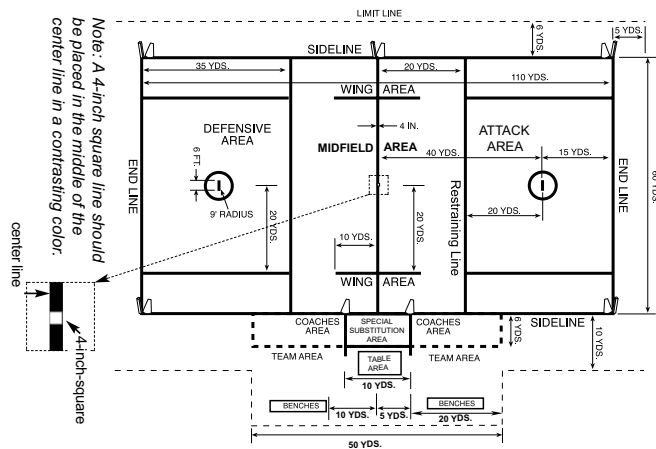 LIMIT LINE
6 YDS.
5 YDS.
SIDELINE
35 YDS.
20 YDS.
110 YDS.
WING AREA
4 IN.
DEFENSIVE
AREA
MIDFIELD AREA
ATTACK
AREA
40 YDS.
15 YDS.
END LINE
6 FT.
9' RADIUS
20 YDS.
20 YDS.
10 YDS.
Restraining Line
20 YDS.
END LINE
60 YDS.
WING AREA
Note: A 4-inch square line should
be placed in the middle of the
center line in a contrasting color.
center line
4-inch-square
COACHES
AREA
SPECIAL
SUBSTITUTION
AREA
COACHES
AREA
6 YDS.
SIDELINE
10 YDS.
TEAM AREA
TABLE
AREA
TEAM AREA
10 YDS.
BENCHES
10 YDS.
5 YDS.
BENCHES
20 YDS.
50 YDS.